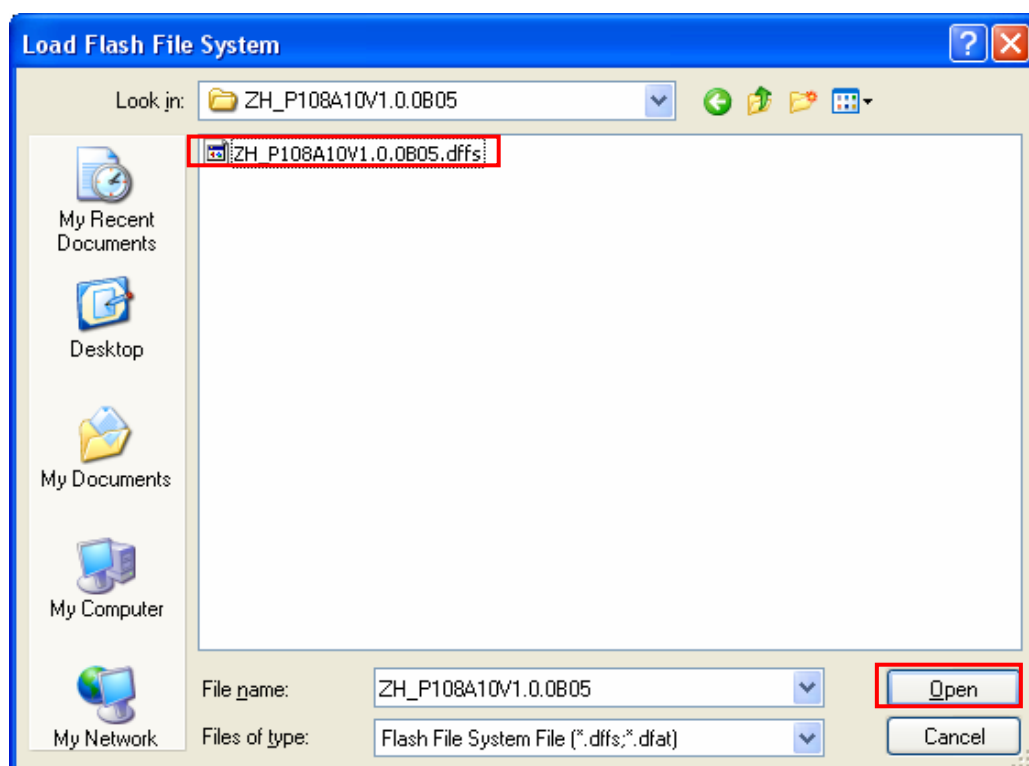 Load Flash File System
Look in: ZH_P108A10V1.0.0B05
ZH_P108A10V1.0.0B05.dffs
My Recent
Documents
Desktop
My Documents
My Computer
My Network
File name: ZH_P108A10V1.0.0B05
Open
Files of type: Flash File System File (*.dffs;*.dfat)
Cancel